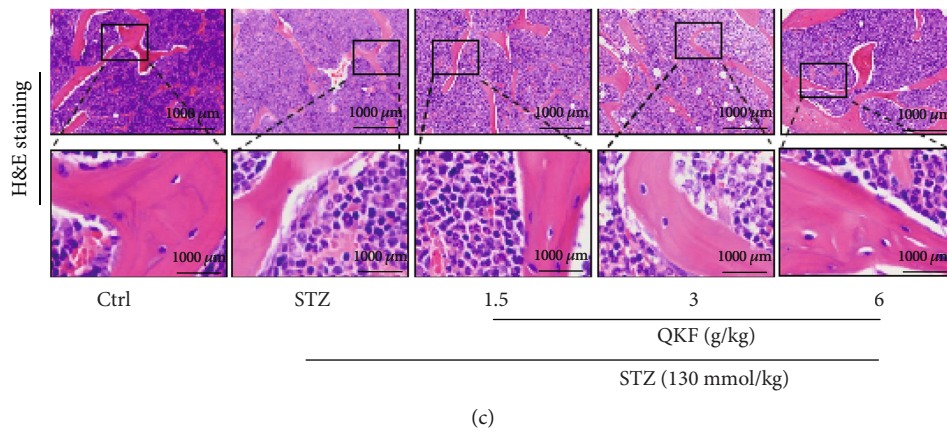 H&E staining
1000 μm 1000 μm 1000 μm 1000 μm 1000 μm
1000 μm 1000 μm 1000 μm 1000 μm 1000 μm
Ctrl STZ 1.5 3 6
QKF (g/kg)
STZ (130 mmol/kg)
(c)